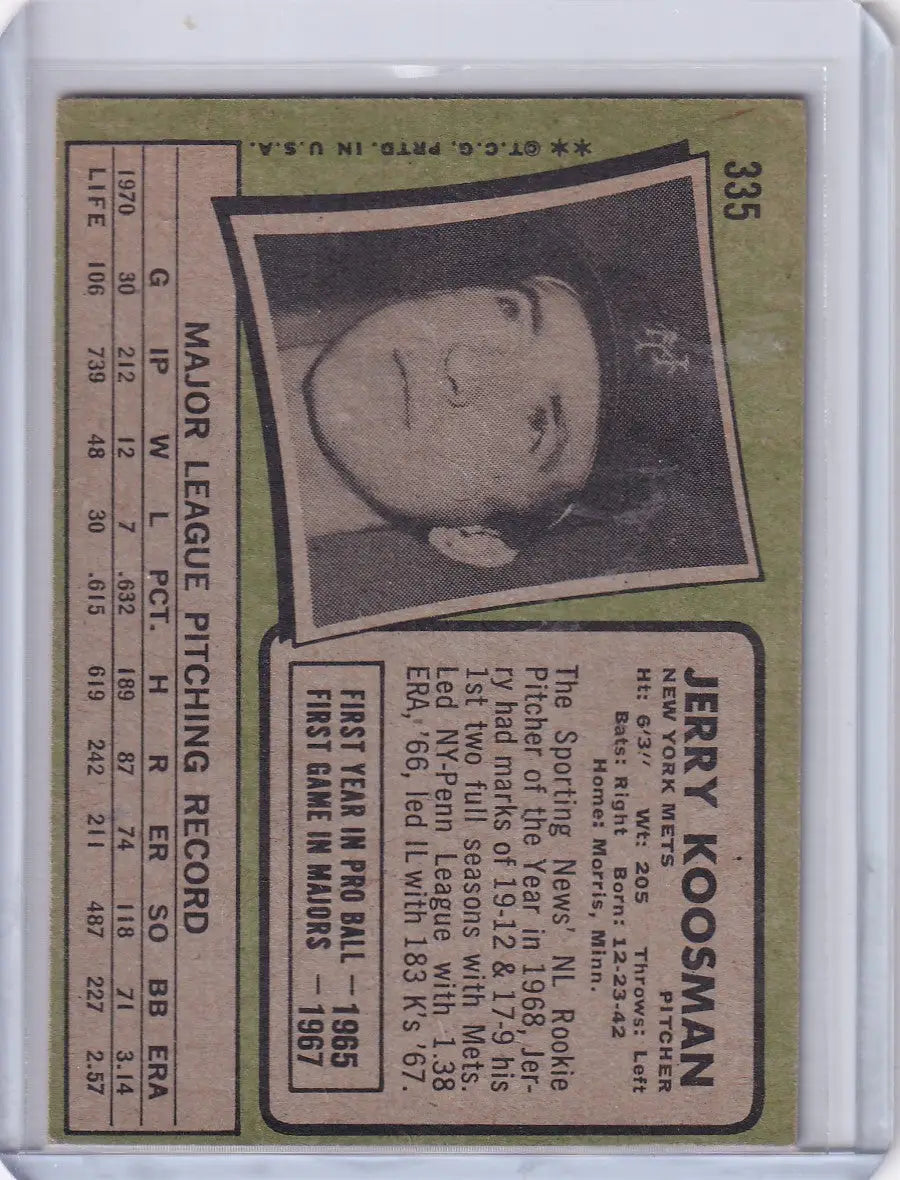 335
**©T.C.G. PRTD. IN U.S.A.
JERRY KOOSMAN
NEW YORK METS PITCHER
Ht: 6'3" Wt: 205 Throws: Left
Bats: Right Born: 12-23-42
Home: Morris, Minn.
The Sporting News' NL Rookie
Pitcher of the Year in 1968, Jer-
ry had marks of 19-12 & 17-9 his
1st two full seasons with Mets.
Led NY-Penn League with 1.38
ERA, '66, led IL with 183 K's '67.
FIRST YEAR IN PRO BALL — 1965
FIRST GAME IN MAJORS — 1967
MAJOR LEAGUE PITCHING RECORD
G IP W L PCT. H R ER SO BB ERA
1970 30 212 12 7 .632 189 87 74 118 71 3.14
LIFE 106 739 48 30 .615 619 242 211 487 227 2.57